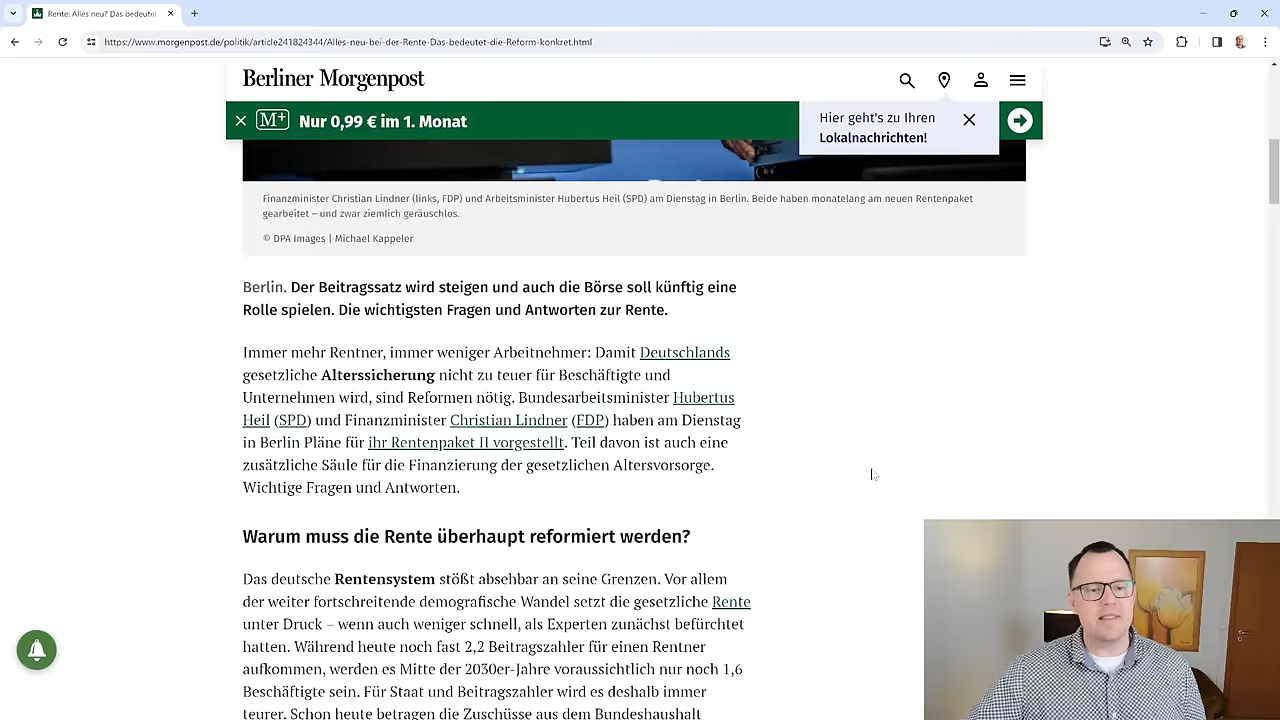 Rente: Alles neu? Das bedeutet
https://www.morgenpost.de/politik/article241824344/Alles-neu-bei-der-Rente-Das-bedeutet-die-Reform-konkret.html
Berliner Morgenpost
M+ Nur 0,99 € im 1. Monat
Hier geht's zu Ihren
Lokalnachrichten!
Finanzminister Christian Lindner (links, FDP) und Arbeitsminister Hubertus Heil (SPD) am Dienstag in Berlin. Beide haben monatelang am neuen Rentenpaket
gearbeitet – und zwar ziemlich geräuschlos.
© DPA Images | Michael Kappeler
Berlin. Der Beitragssatz wird steigen und auch die Börse soll künftig eine
Rolle spielen. Die wichtigsten Fragen und Antworten zur Rente.
Immer mehr Rentner, immer weniger Arbeitnehmer: Damit Deutschlands
gesetzliche Alterssicherung nicht zu teuer für Beschäftigte und
Unternehmen wird, sind Reformen nötig. Bundesarbeitsminister Hubertus
Heil (SPD) und Finanzminister Christian Lindner (FDP) haben am Dienstag
in Berlin Pläne für ihr Rentenpaket II vorgestellt. Teil davon ist auch eine
zusätzliche Säule für die Finanzierung der gesetzlichen Altersvorsorge.
Wichtige Fragen und Antworten.
Warum muss die Rente überhaupt reformiert werden?
Das deutsche Rentensystem stößt absehbar an seine Grenzen. Vor allem
der weiter fortschreitende demografische Wandel setzt die gesetzliche Rente
unter Druck – wenn auch weniger schnell, als Experten zunächst befürchtet
hatten. Während heute noch fast 2,2 Beitragszahler für einen Rentner
aufkommen, werden es Mitte der 2030er-Jahre voraussichtlich nur noch 1,6
Beschäftigte sein. Für Staat und Beitragszahler wird es deshalb immer
teurer. Schon heute betragen die Zuschüsse aus dem Bundeshaushalt